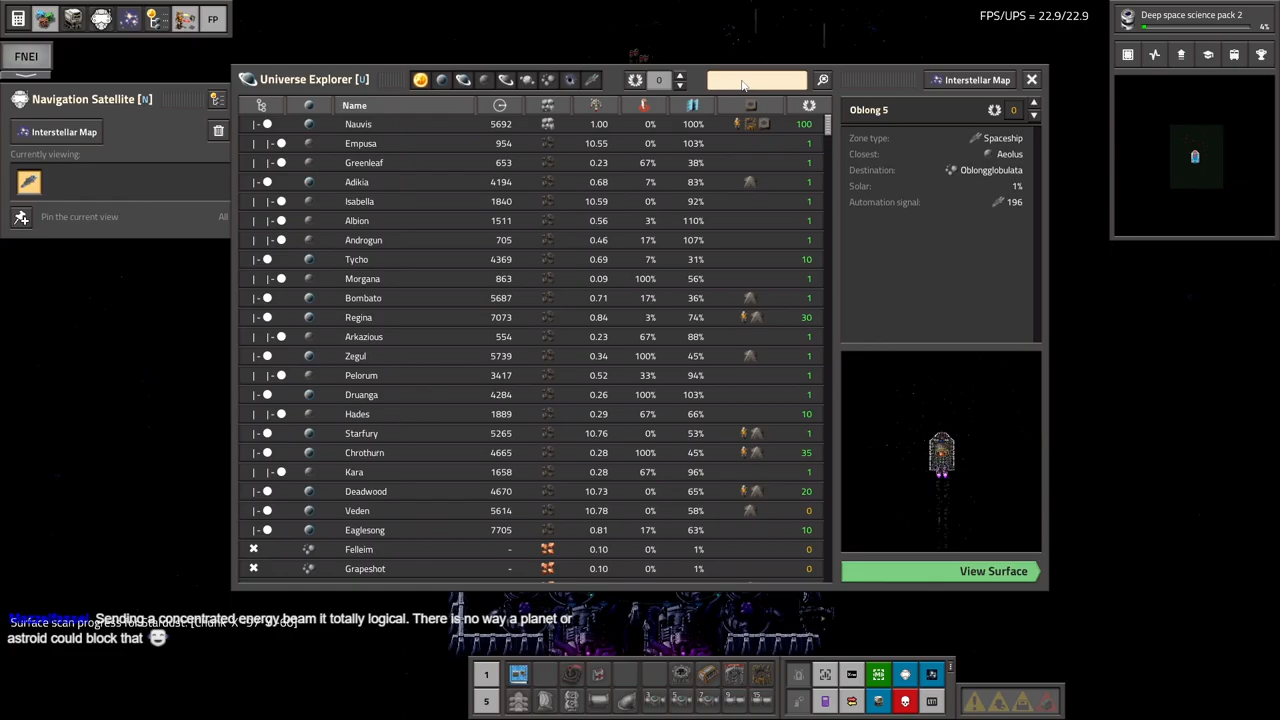 FPS/UPS = 22.9/22.9
Deep space science pack 2
4%
FP
FNEI
Navigation Satellite [N]
Interstellar Map
Currently viewing:
Pin the current view
All
Universe Explorer [U]
0
Interstellar Map
Name
Nauvis 5692 1.00 0% 100% 100
Empusa 954 10.55 0% 103% 1
Greenleaf 653 0.23 67% 38% 1
Adikia 4194 0.68 7% 83% 1
Isabella 1840 10.59 0% 92% 1
Albion 1511 0.56 3% 110% 1
Androgun 705 0.46 17% 107% 1
Tycho 4369 0.69 7% 31% 10
Morgana 863 0.09 100% 56% 1
Bombato 5687 0.71 17% 36% 1
Regina 7073 0.84 3% 74% 30
Arkazious 554 0.23 67% 88% 1
Zegul 5739 0.34 100% 45% 1
Pelorum 3417 0.52 33% 94% 1
Druanga 4284 0.26 100% 103% 1
Hades 1889 0.29 67% 66% 10
Starfury 5265 10.76 0% 53% 1
Chrothurn 4665 0.28 100% 45% 35
Kara 1658 0.28 67% 96% 1
Deadwood 4670 10.73 0% 65% 20
Veden 5614 10.78 0% 58% 0
Eaglesong 7705 0.81 17% 63% 10
Felleim - 0.10 0% 1% 0
Grapeshot - 0.10 0% 1% 0
Oblong 5
0
Zone type: Spaceship
Closest: Aeolus
Destination: Oblongglobulata
Solar: 1%
Automation signal: 196
View Surface
Sending a concentrated energy beam it totally logical. There is no way a planet or
astroid could block that
Surface scan
1
5